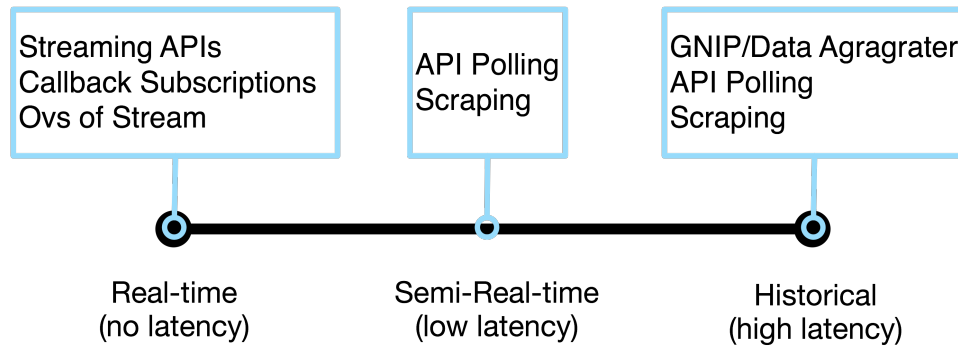 Streaming APIs
Callback Subscriptions
Ovs of Stream
API Polling
Scraping
GNIP/Data Agragrater
API Polling
Scraping
Real-time
(no latency)
Semi-Real-time
(low latency)
Historical
(high latency)